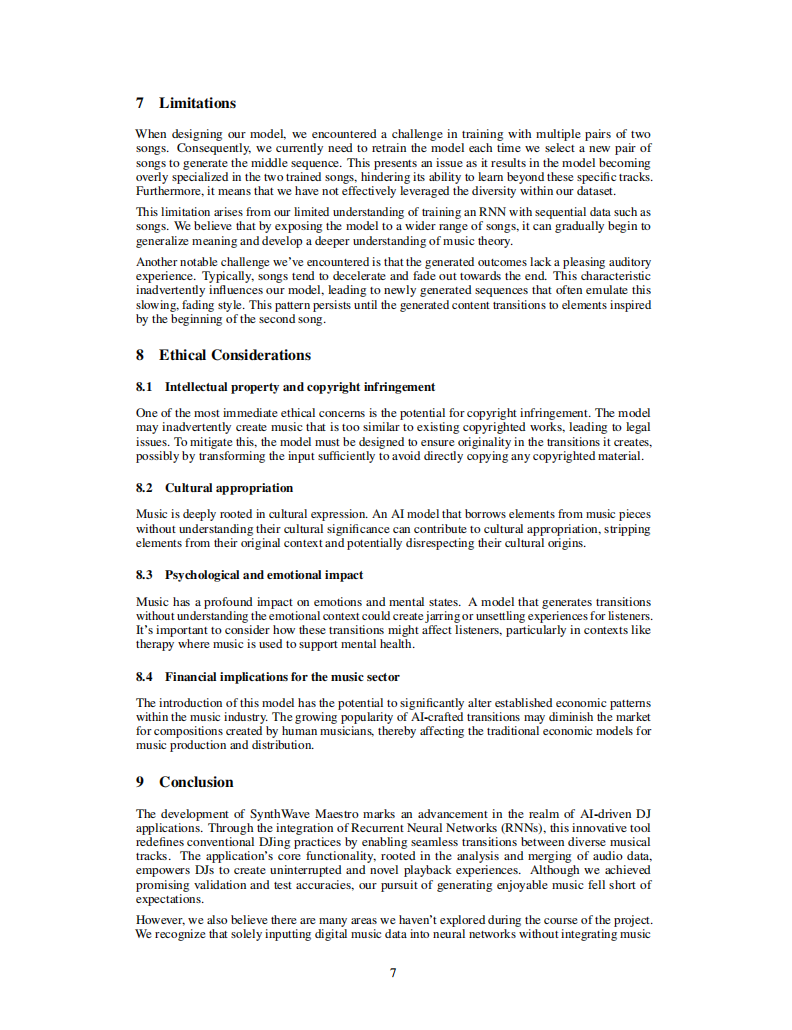 7 Limitations
When designing our model, we encountered a challenge in training with multiple pairs of two
songs. Consequently, we currently need to retrain the model each time we select a new pair of
songs to generate the middle sequence. This presents an issue as it results in the model becoming
overly specialized in the two trained songs, hindering its ability to learn beyond these specific tracks.
Furthermore, it means that we have not effectively leveraged the diversity within our dataset.
This limitation arises from our limited understanding of training an RNN with sequential data such as
songs. We believe that by exposing the model to a wider range of songs, it can gradually begin to
generalize meaning and develop a deeper understanding of music theory.
Another notable challenge we've encountered is that the generated outcomes lack a pleasing auditory
experience. Typically, songs tend to decelerate and fade out towards the end. This characteristic
inadvertently influences our model, leading to newly generated sequences that often emulate this
slowing, fading style. This pattern persists until the generated content transitions to elements inspired
by the beginning of the second song.
8 Ethical Considerations
8.1 Intellectual property and copyright infringement
One of the most immediate ethical concerns is the potential for copyright infringement. The model
may inadvertently create music that is too similar to existing copyrighted works, leading to legal
issues. To mitigate this, the model must be designed to ensure originality in the transitions it creates,
possibly by transforming the input sufficiently to avoid directly copying any copyrighted material.
8.2 Cultural appropriation
Music is deeply rooted in cultural expression. An AI model that borrows elements from music pieces
without understanding their cultural significance can contribute to cultural appropriation, stripping
elements from their original context and potentially disrespecting their cultural origins.
8.3 Psychological and emotional impact
Music has a profound impact on emotions and mental states. A model that generates transitions
without understanding the emotional context could create jarring or unsettling experiences for listeners.
It's important to consider how these transitions might affect listeners, particularly in contexts like
therapy where music is used to support mental health.
8.4 Financial implications for the music sector
The introduction of this model has the potential to significantly alter established economic patterns
within the music industry. The growing popularity of AI-crafted transitions may diminish the market
for compositions created by human musicians, thereby affecting the traditional economic models for
music production and distribution.
9 Conclusion
The development of SynthWave Maestro marks an advancement in the realm of AI-driven DJ
applications. Through the integration of Recurrent Neural Networks (RNNs), this innovative tool
redefines conventional DJing practices by enabling seamless transitions between diverse musical
tracks. The application's core functionality, rooted in the analysis and merging of audio data,
empowers DJs to create uninterrupted and novel playback experiences. Although we achieved
promising validation and test accuracies, our pursuit of generating enjoyable music fell short of
expectations.
However, we also believe there are many areas we haven't explored during the course of the project.
We recognize that solely inputting digital music data into neural networks without integrating music
7